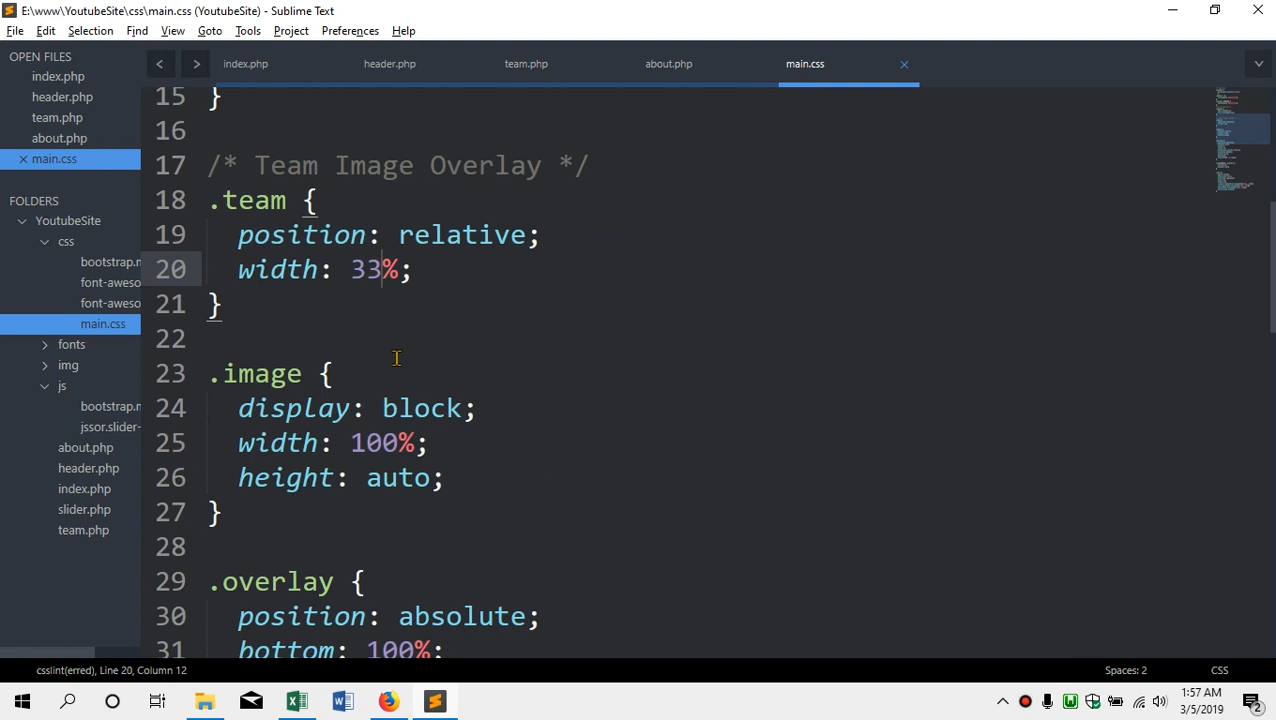 E:\www\YoutubeSite\css\main.css (YoutubeSite) - Sublime Text
File Edit Selection Find View Goto Tools Project Preferences Help
OPEN FILES
index.php
header.php
team.php
about.php
main.css
FOLDERS
YoutubeSite
css
bootstrap.m
font-aweso
font-aweso
main.css
fonts
img
js
bootstrap.m
jssor.slider-
about.php
header.php
index.php
slider.php
team.php
index.php header.php team.php about.php main.css
15 }
16
17 /* Team Image Overlay */
18 .team {
19 position: relative;
20 width: 33%;
21 }
22
23 .image {
24 display: block;
25 width: 100%;
26 height: auto;
27 }
28
29 .overlay {
30 position: absolute;
31 bottom: 100%;
csslint(erred), Line 20, Column 12 Spaces: 2 CSS
1:57 AM
3/5/2019
2